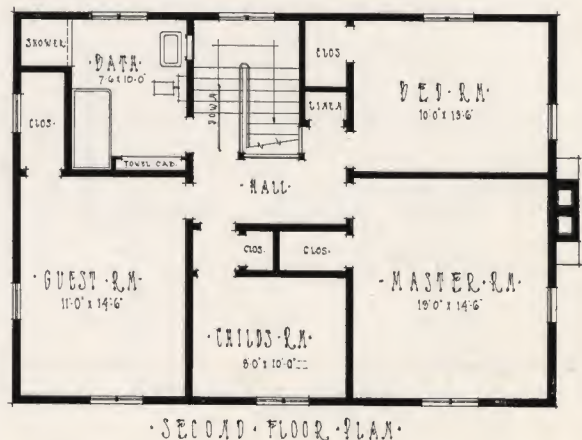 SHOWER
·BATH·
7'6 X 10'·0"
DOWN
CLOS.
LINEN
·BED·RM·
10'·0" X 13'·6"
CLOS.
TOWEL CAB.
·HALL·
·GUEST·RM·
11'·0" X 14'·6"
CLOS.
CLOS.
·CHILDS·RM·
8'·0" X 10'·0"
·MASTER·RM·
13'·0" X 14'·6"
·SECOND·FLOOR·PLAN·